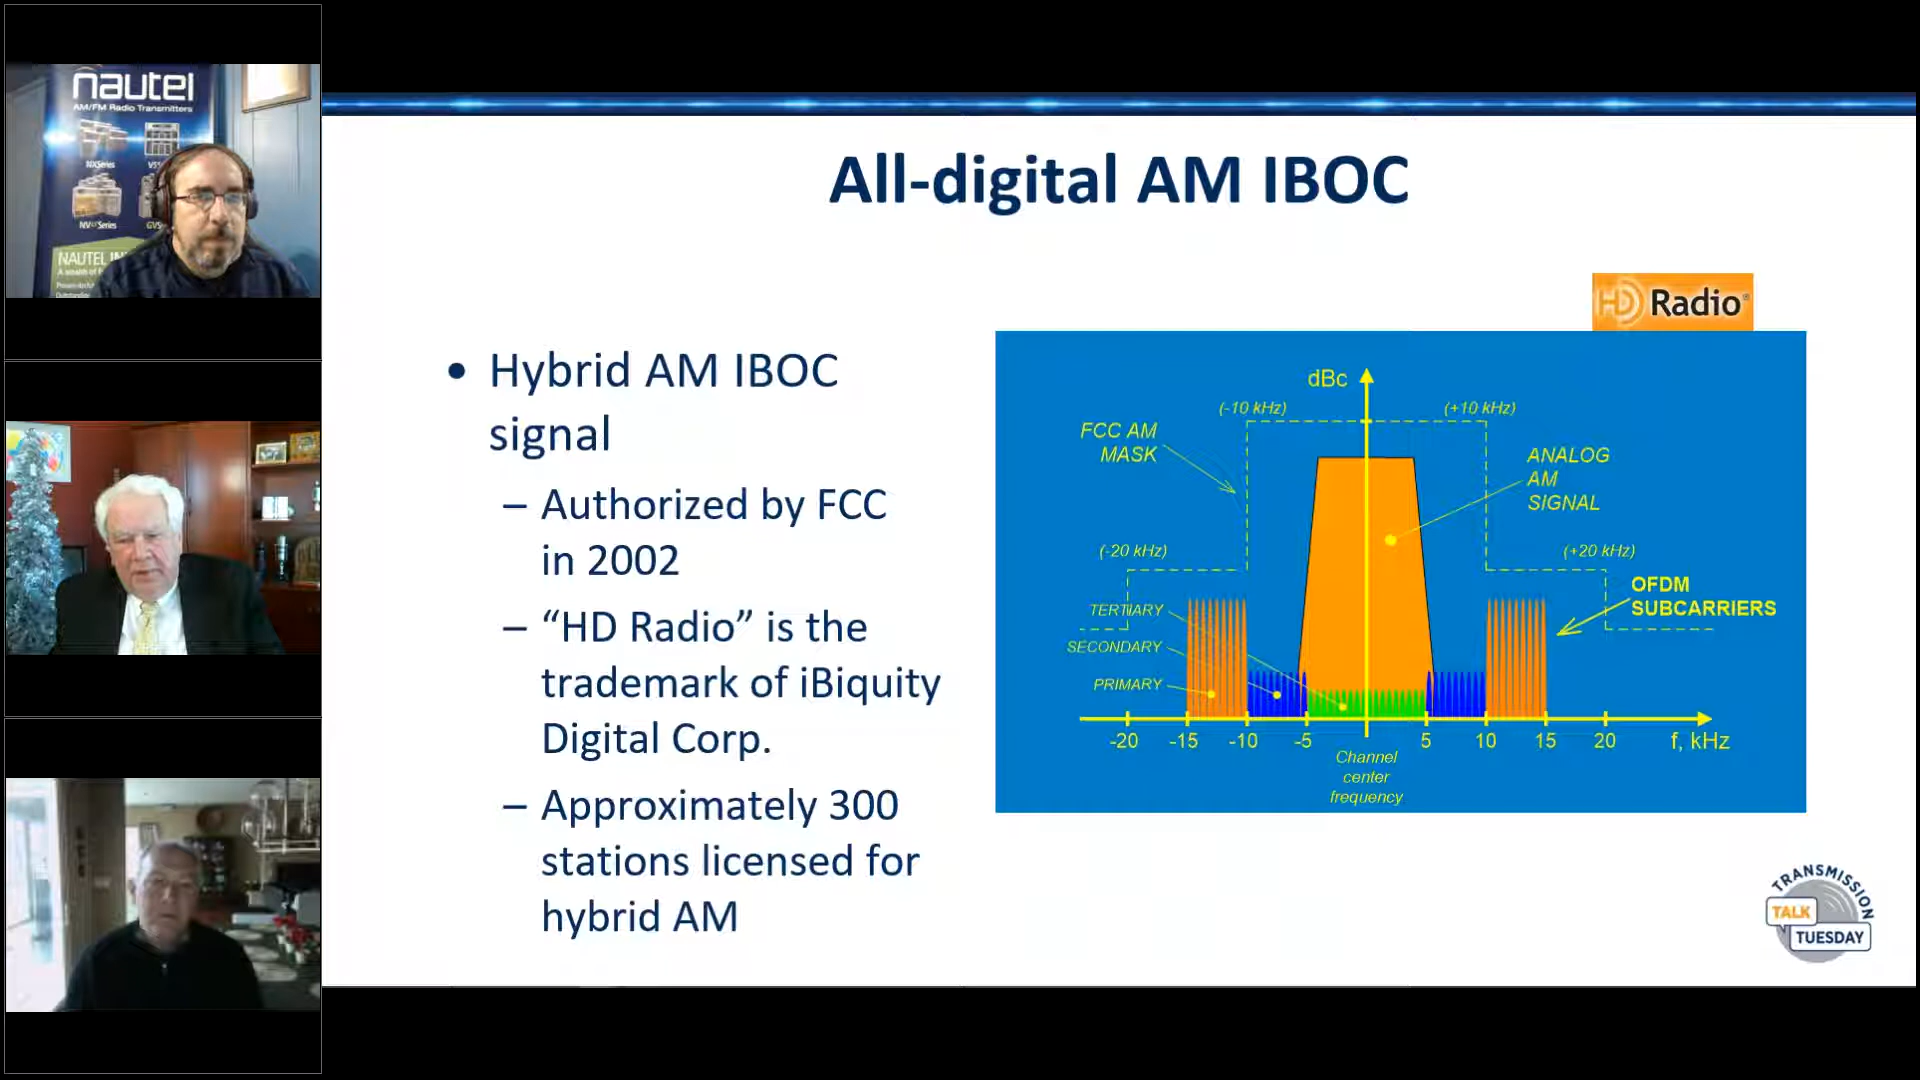 nautel
AM/FM Radio Transmitters
NXSeries
NVLTSeries
NAUTEL IN
All-digital AM IBOC
HD Radio®
• Hybrid AM IBOC
signal
– Authorized by FCC
in 2002
– “HD Radio” is the
trademark of iBiquity
Digital Corp.
– Approximately 300
stations licensed for
hybrid AM
dBc
(-10 kHz)
(+10 kHz)
FCC AM
MASK
ANALOG
AM
SIGNAL
(-20 kHz)
(+20 kHz)
OFDM
SUBCARRIERS
TERTIARY
SECONDARY
PRIMARY
-20 -15 -10 -5 5 10 15 20 f, kHz
Channel
center
frequency
TRANSMISSION
TALK
TUESDAY